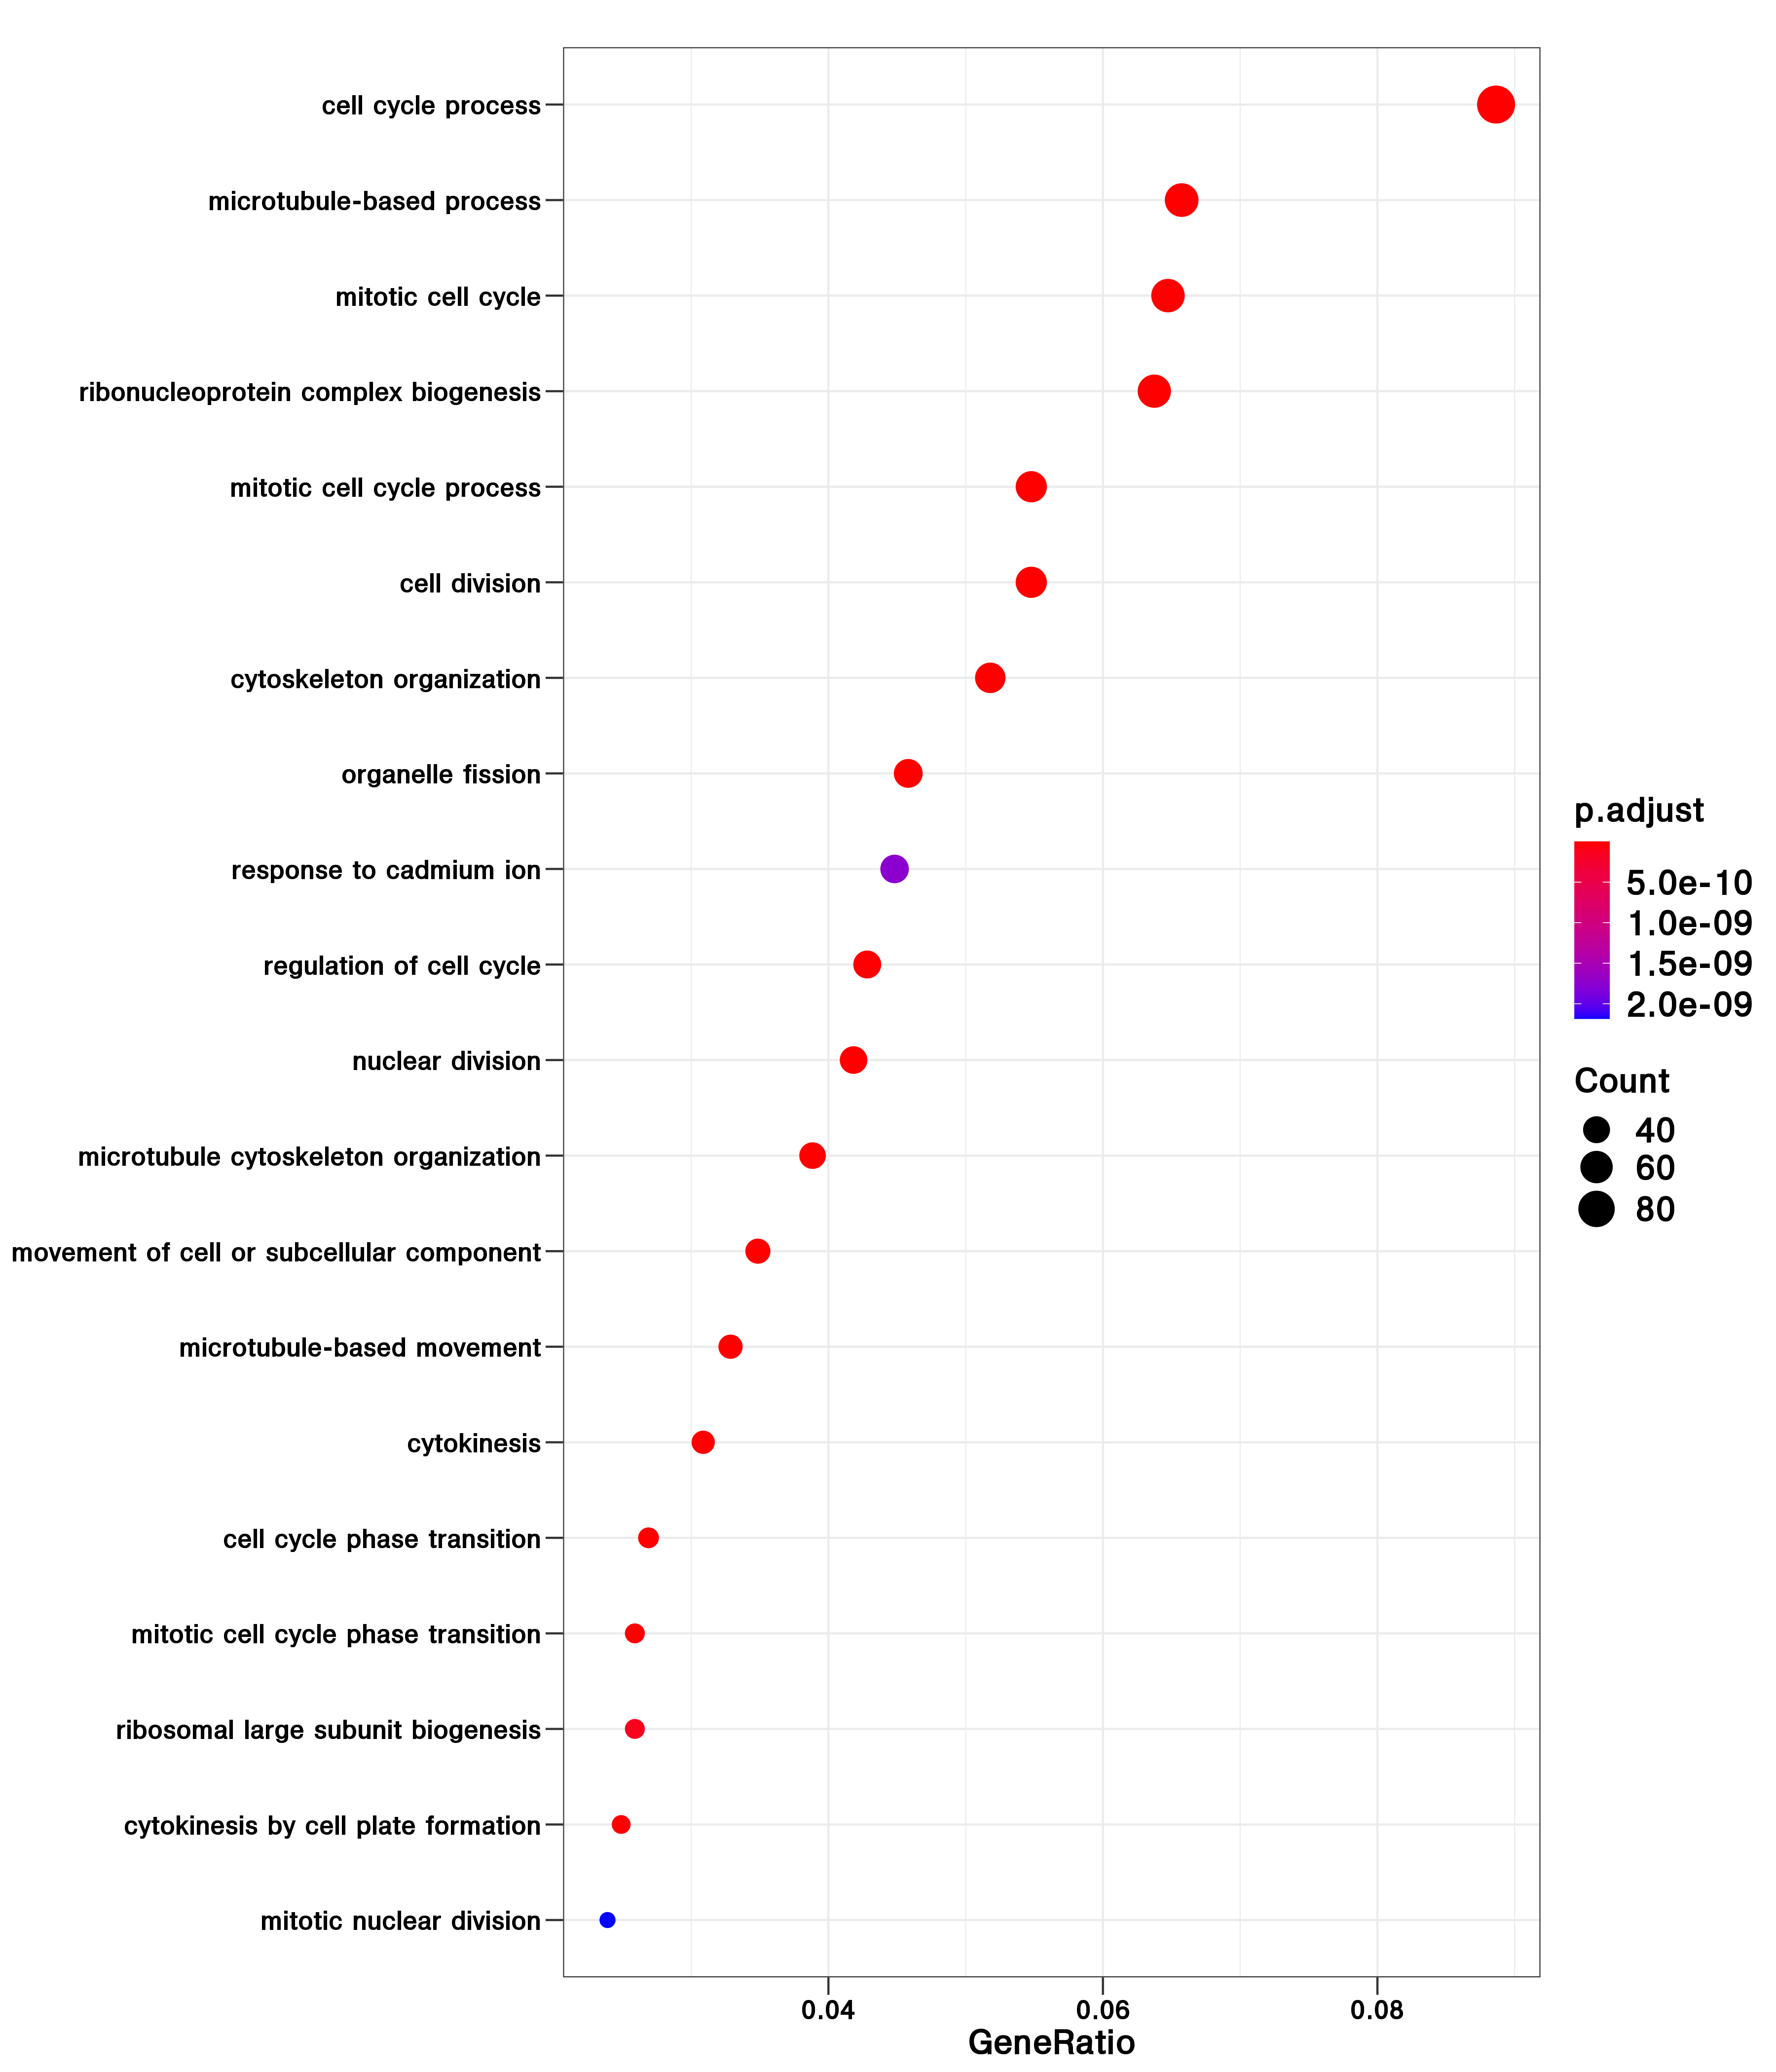 cell cycle process
microtubule-based process
mitotic cell cycle
ribonucleoprotein complex biogenesis
mitotic cell cycle process
cell division
cytoskeleton organization
organelle fission
response to cadmium ion
regulation of cell cycle
nuclear division
microtubule cytoskeleton organization
movement of cell or subcellular component
microtubule-based movement
cytokinesis
cell cycle phase transition
mitotic cell cycle phase transition
ribosomal large subunit biogenesis
cytokinesis by cell plate formation
mitotic nuclear division
0.04 0.06 0.08
GeneRatio
p.adjust
5.0e-10
1.0e-09
1.5e-09
2.0e-09
Count
40
60
80